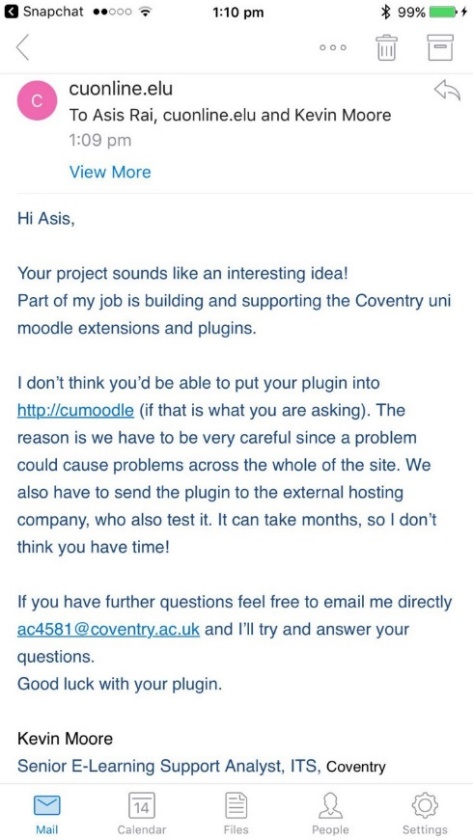 Snapchat 1:10 pm 99%
C
cuonline.elu
To Asis Rai, cuonline.elu and Kevin Moore
1:09 pm
View More
Hi Asis,
Your project sounds like an interesting idea!
Part of my job is building and supporting the Coventry uni
moodle extensions and plugins.
I don't think you'd be able to put your plugin into
http://cumoodle (if that is what you are asking). The
reason is we have to be very careful since a problem
could cause problems across the whole of the site. We
also have to send the plugin to the external hosting
company, who also test it. It can take months, so I don't
think you have time!
If you have further questions feel free to email me directly
ac4581@coventry.ac.uk and I'll try and answer your
questions.
Good luck with your plugin.
Kevin Moore
Senior E-Learning Support Analyst, ITS, Coventry
14
Mail Calendar Files People Settings